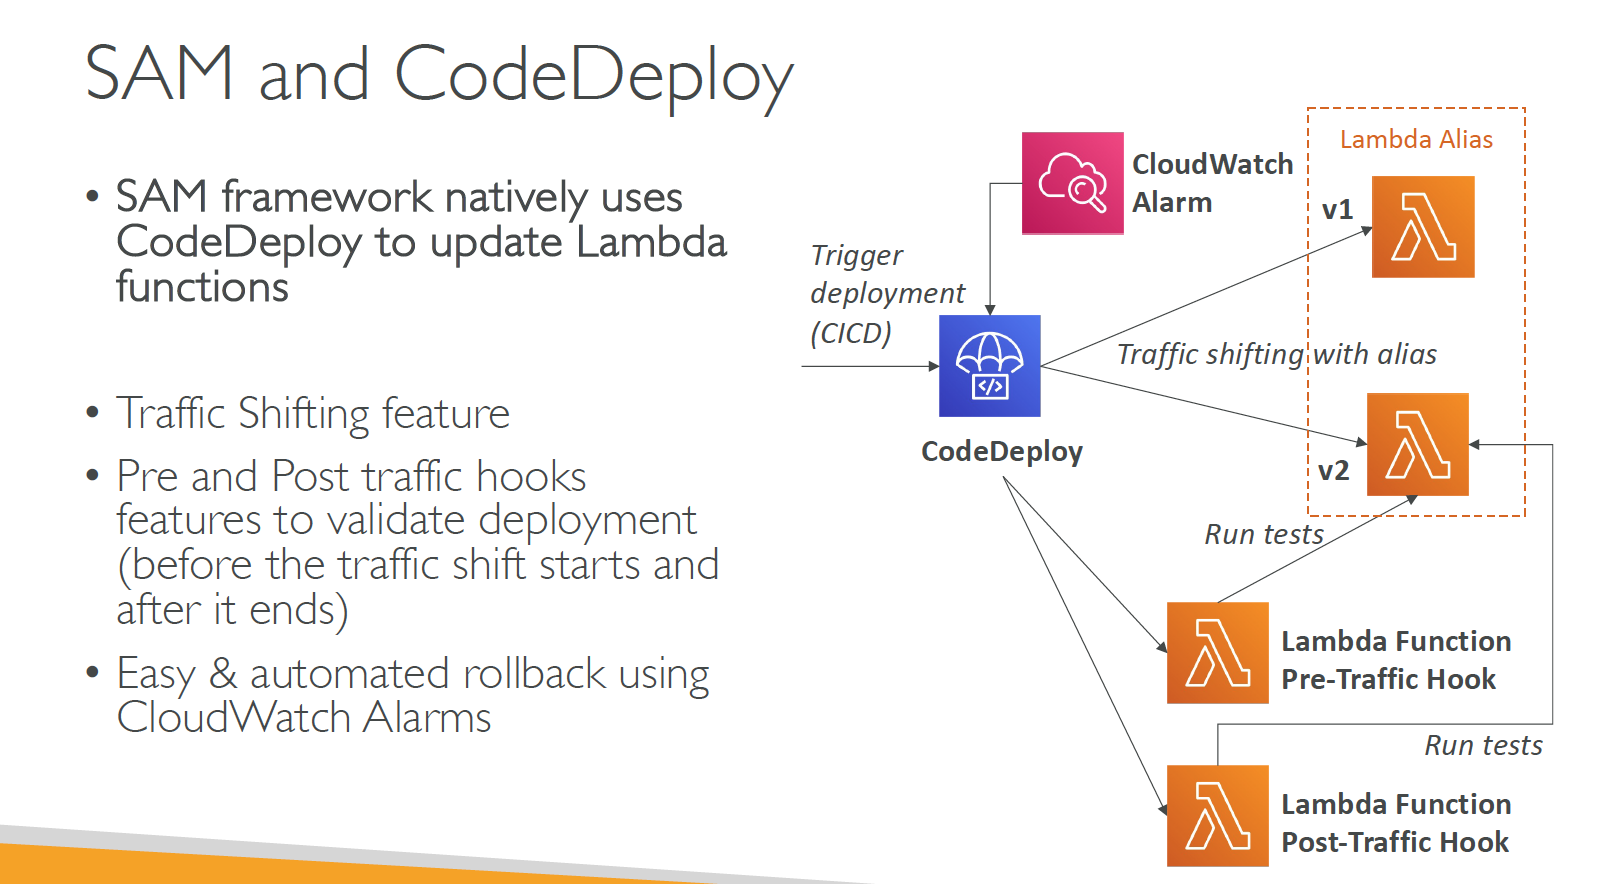 SAM and CodeDeploy
• SAM framework natively uses
CodeDeploy to update Lambda
functions
• Traffic Shifting feature
• Pre and Post traffic hooks
features to validate deployment
(before the traffic shift starts and
after it ends)
• Easy & automated rollback using
CloudWatch Alarms
Lambda Alias
CloudWatch
Alarm
v1
Trigger
deployment
(CICD)
</>
Traffic shifting with alias
CodeDeploy
v2
Run tests
Lambda Function
Pre-Traffic Hook
Run tests
Lambda Function
Post-Traffic Hook